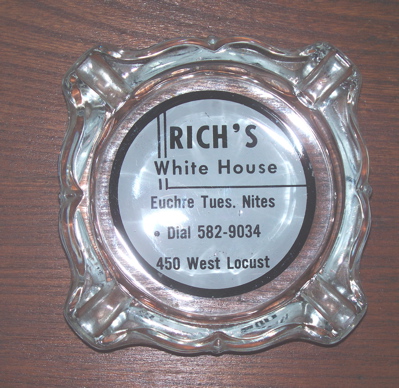 RICH'S
White House
Euchre Tues. Nites
• Dial 582-9034
450 West Locust